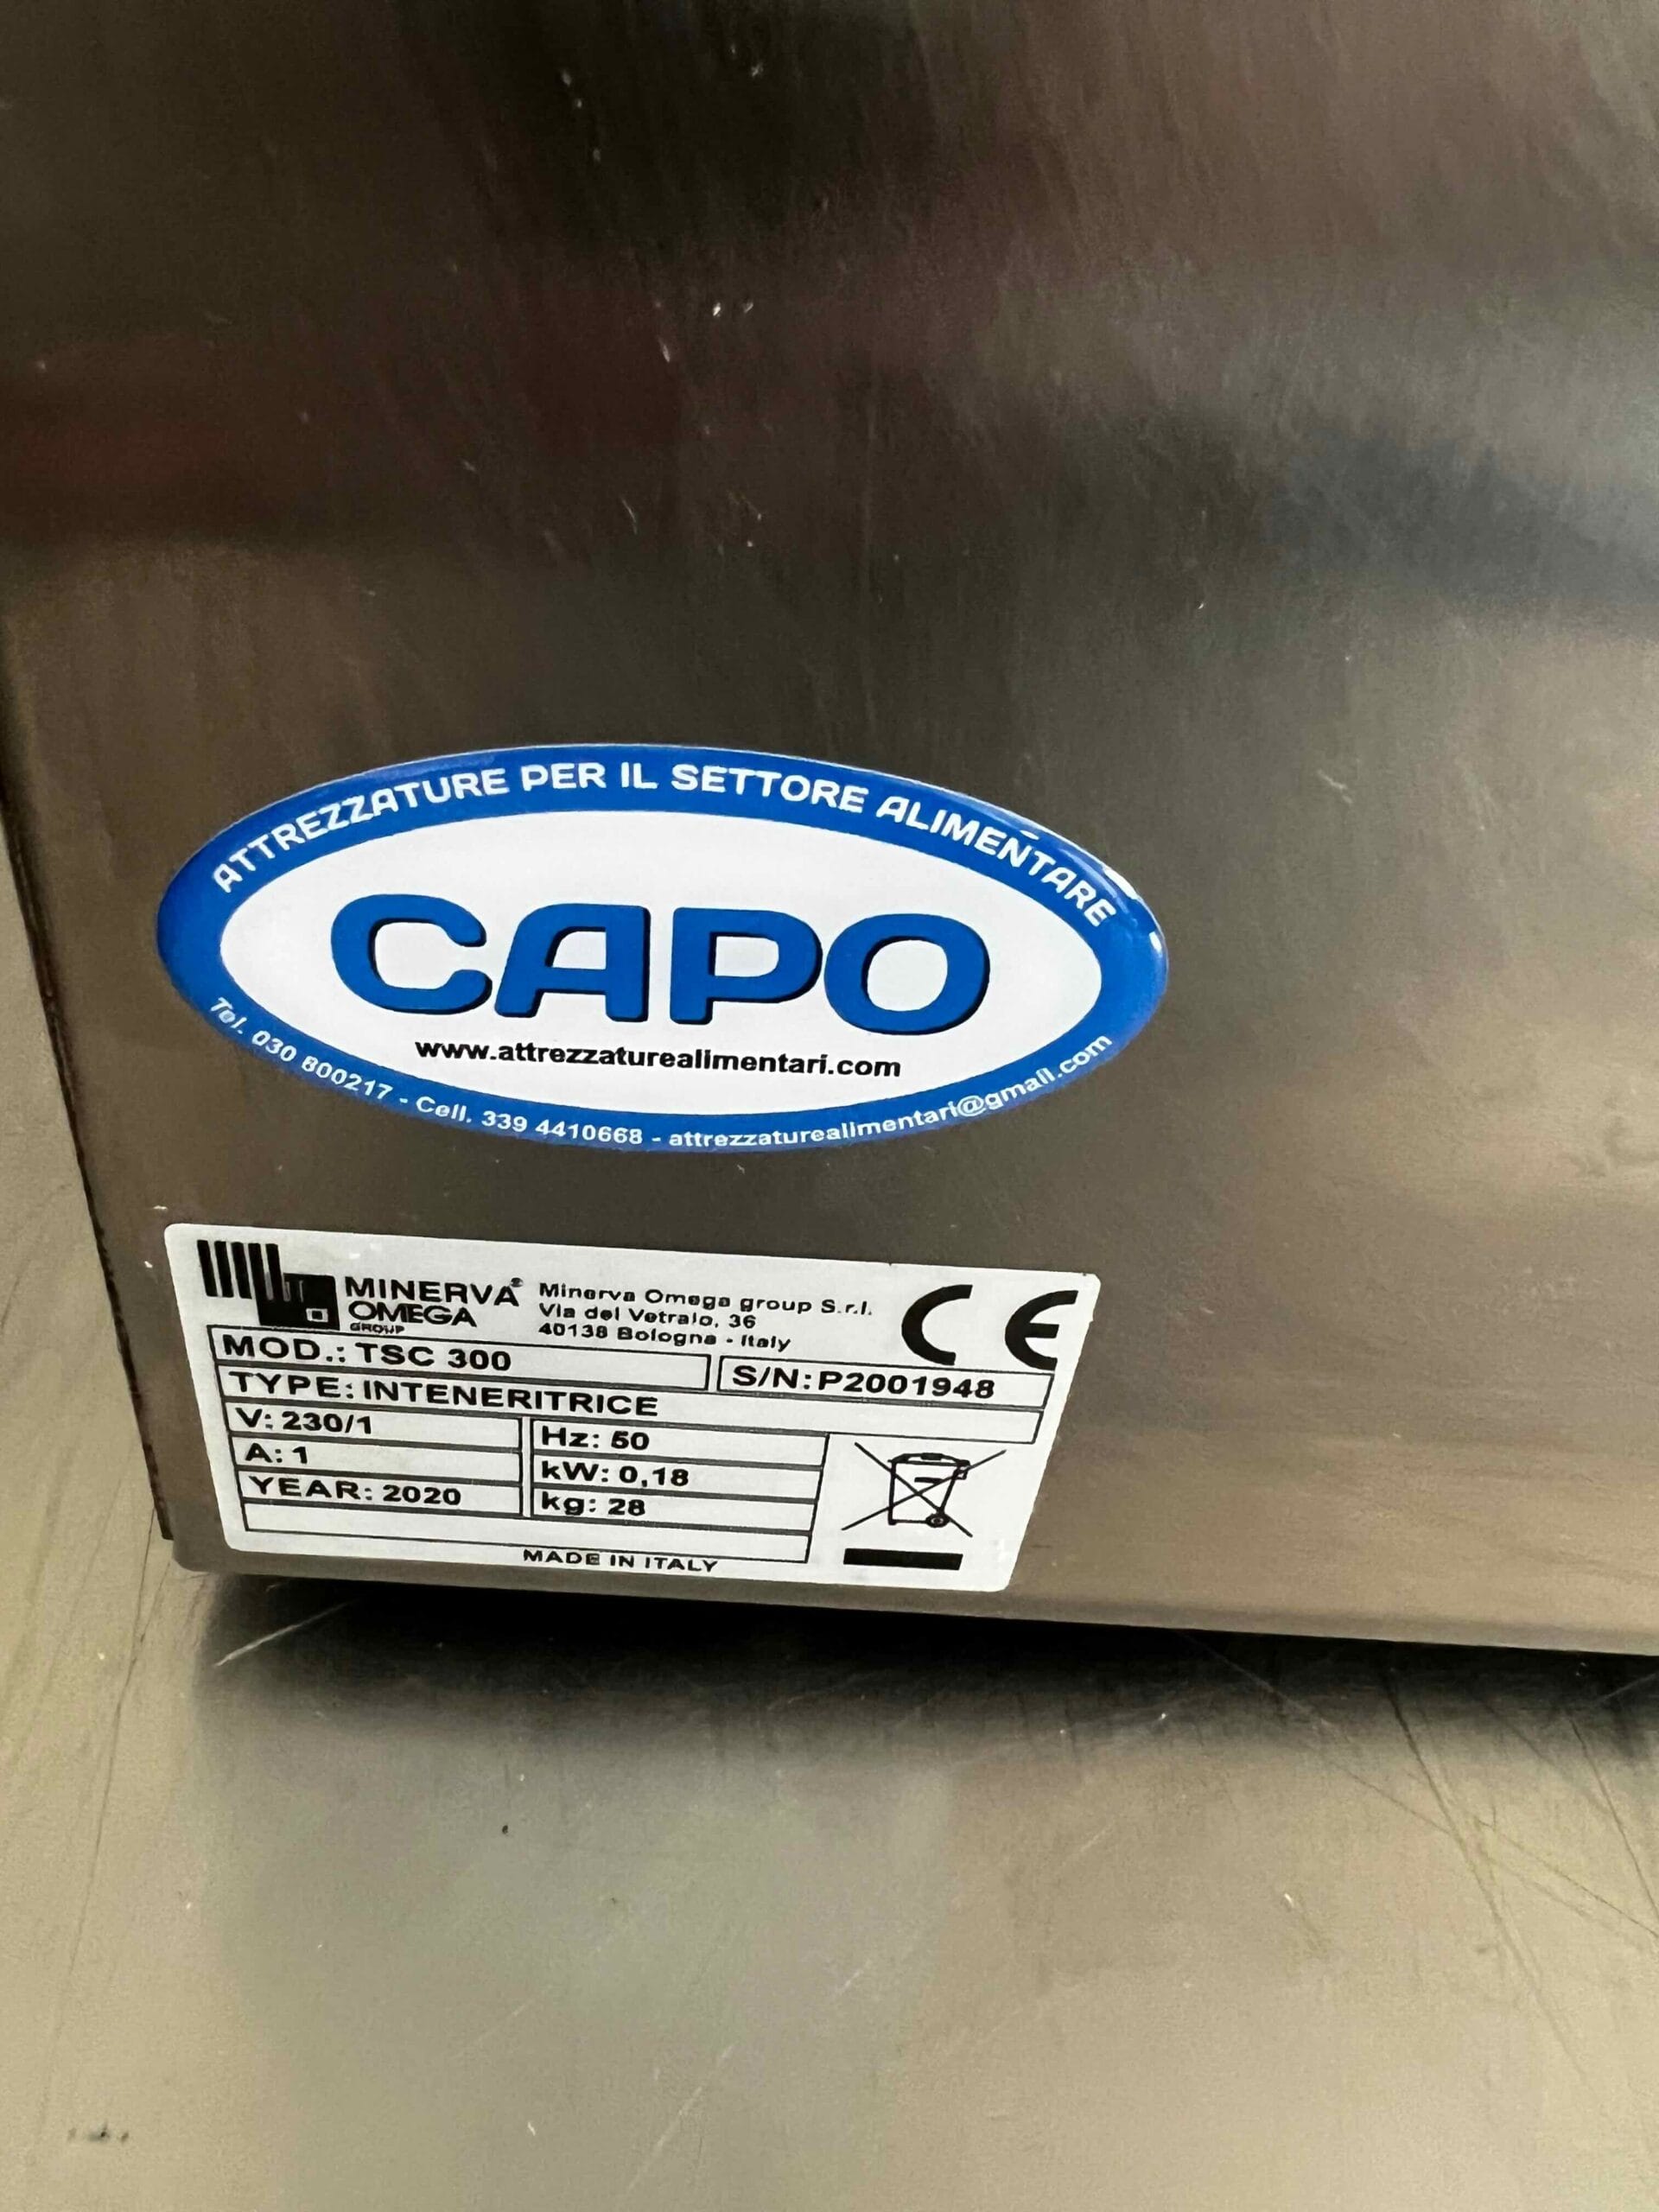 ATTREZZATURE PER IL SETTORE ALIMENTARE
CAPO
www.attrezzaturealimentari.com
Tel. 030 800217 - Cell. 339 4410668 - attrezzaturealimentari@gmail.com
MINERVA®
OMEGA
GROUP
Minerva Omega group S.r.l.
Via del Vetraio, 36
40138 Bologna - Italy
CE
MOD.: TSC 300
S/N: P2001948
TYPE: INTENERITRICE
V: 230/1
Hz: 50
A: 1
kW: 0,18
YEAR: 2020
kg: 28
MADE IN ITALY